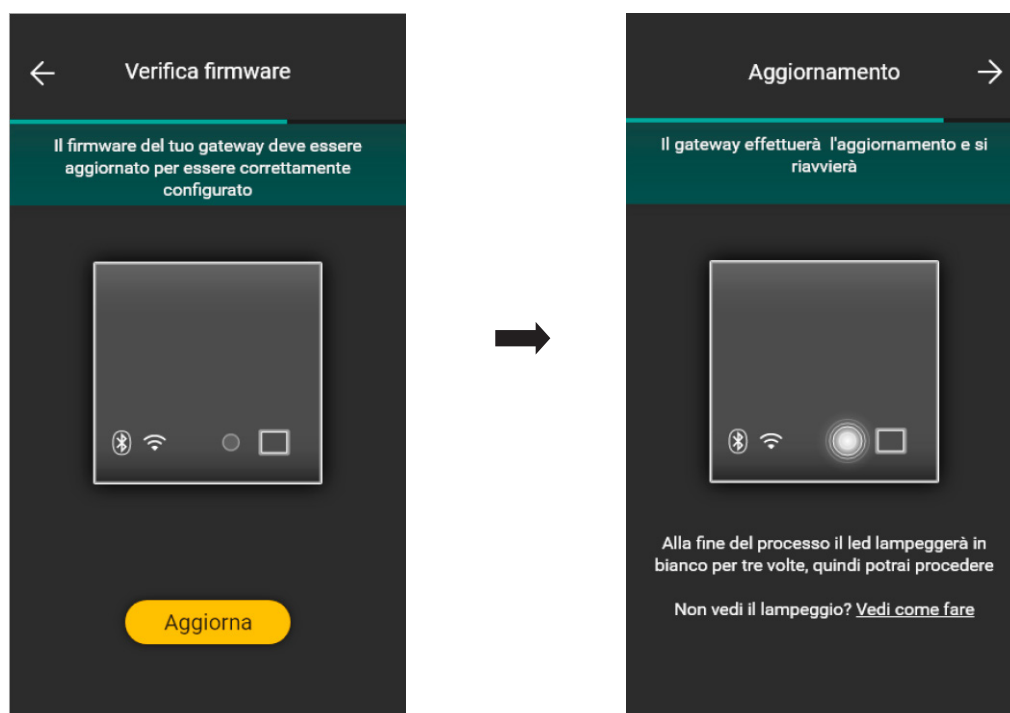 Verifica firmware
Il firmware del tuo gateway deve essere
aggiornato per essere correttamente
configurato
Aggiorna
Aggiornamento
Il gateway effettuerà l'aggiornamento e si
riavvierà
Alla fine del processo il led lampeggerà in
bianco per tre volte, quindi potrai procedere
Non vedi il lampeggio? Vedi come fare